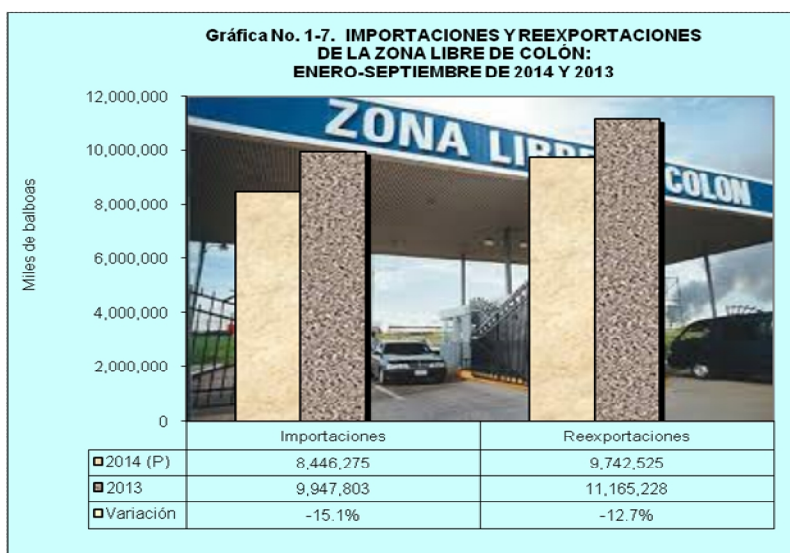 Gráfica No. 1-7. IMPORTACIONES Y REEXPORTACIONES
DE LA ZONA LIBRE DE COLÓN:
ENERO-SEPTIEMBRE DE 2014 Y 2013
Miles de balboas
12,000,000
10,000,000
8,000,000
6,000,000
4,000,000
2,000,000
0
ZONA LIBRE COLON
Importaciones Reexportaciones
2014 (P) 8,446,275 9,742,525
2013 9,947,803 11,165,228
Variación -15.1% -12.7%